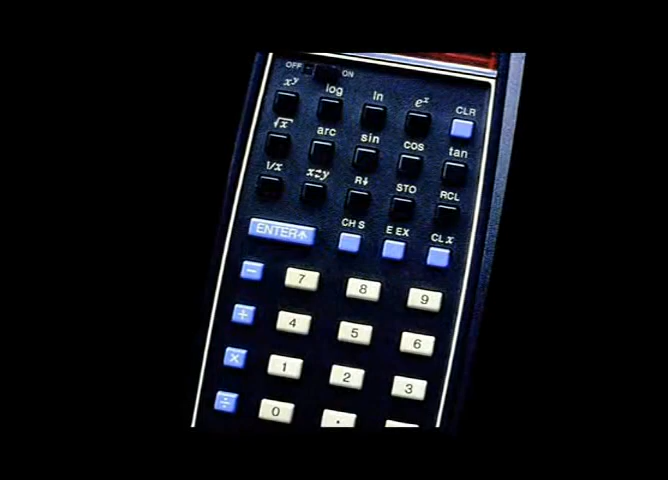 OFF ON
xʸ log ln eˣ CLR
√x arc sin cos tan
1/x x⇄y R↓ STO RCL
ENTER↑ CH S E EX CL x
− 7 8 9
+ 4 5 6
× 1 2 3
÷ 0 ·